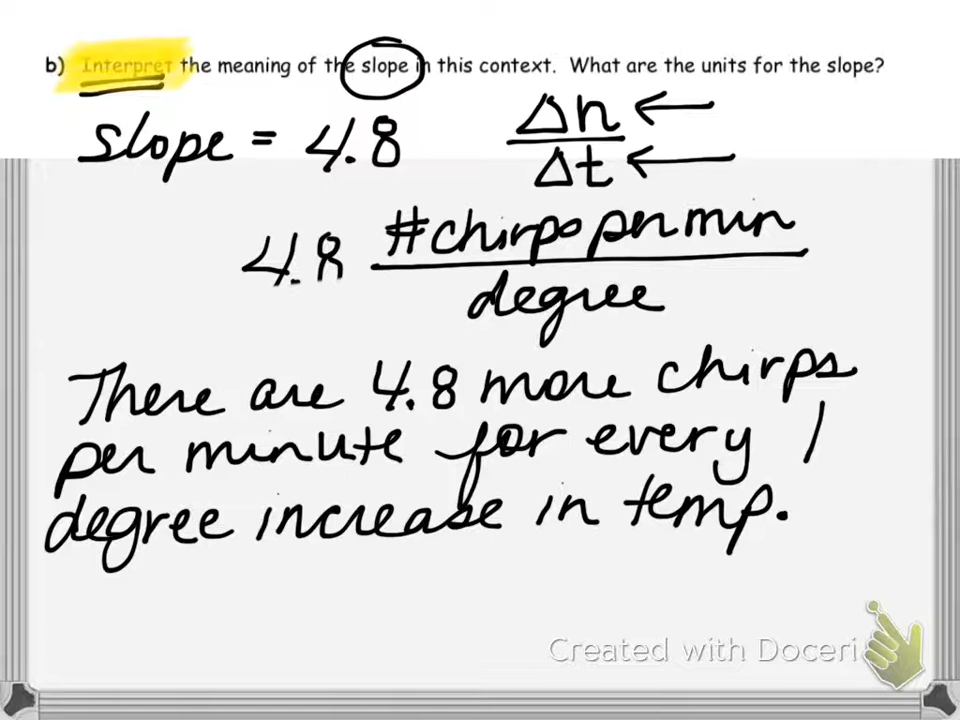 b) Interpret the meaning of the slope in this context. What are the units for the slope?
slope = 4.8 Δn ←
Δt ←
4.8 #chirps per min
degree
There are 4.8 more chirps
per minute for every 1
degree increase in temp.
Created with Doceri